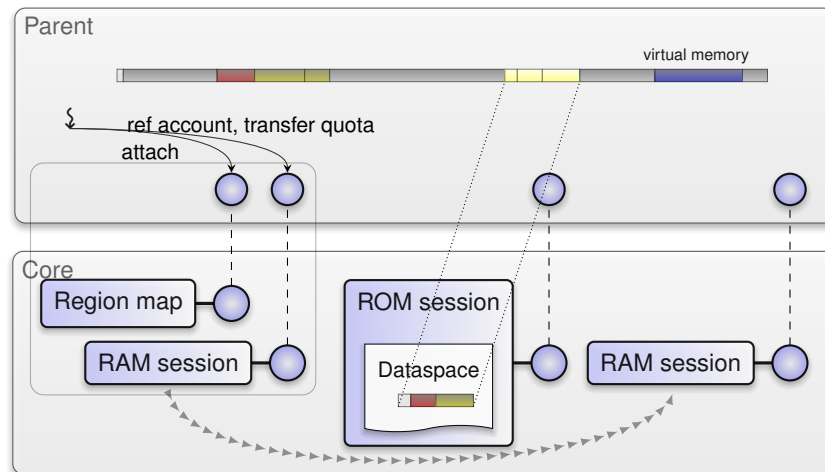 Parent
virtual memory
ref account, transfer quota
attach
Core
Region map
ROM session
RAM session
RAM session
Dataspace